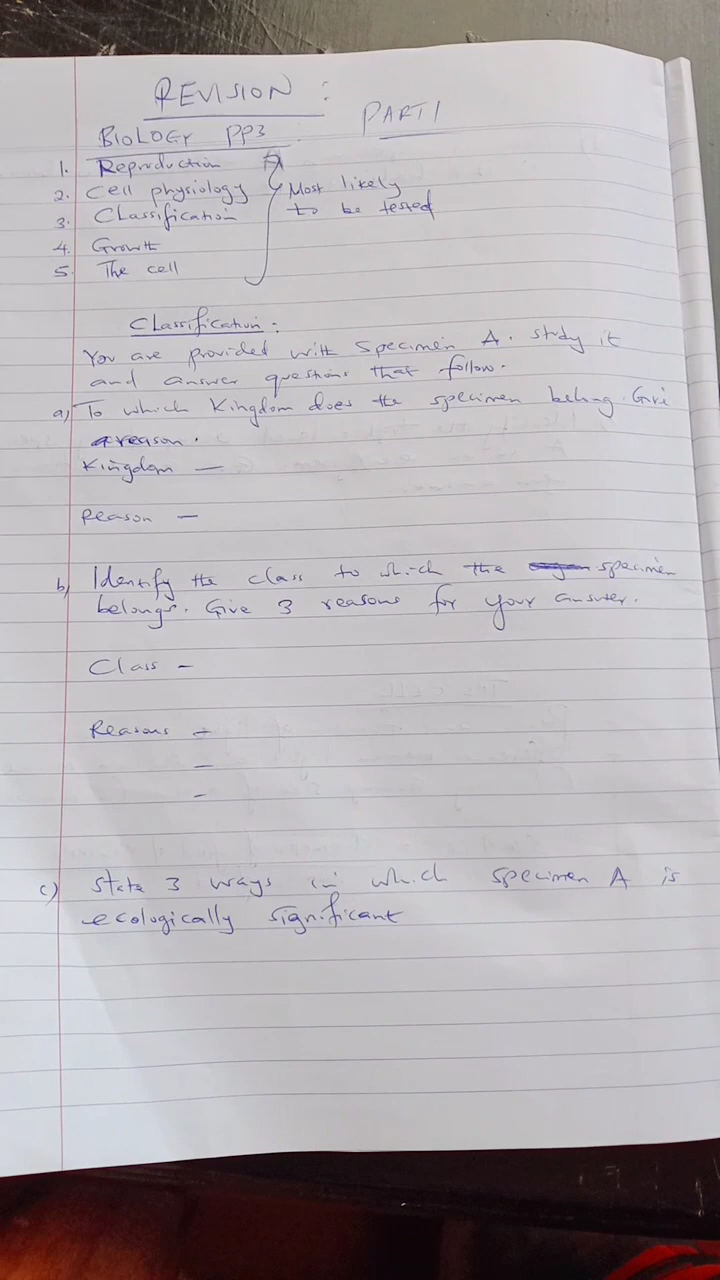 REVISION :
PART 1
BIOLOGY PP3
1. Reproduction
2. Cell physiology
3. Classification
4. Growth
5. The cell
Most likely
to be tested
Classification :
You are provided with specimen A. study it
and answer questions that follow.
a) To which Kingdom does the specimen belong. Give
a reason.
Kingdom —
Reason —
b) Identify the class to which the specimen
belongs. Give 3 reasons for your answer.
Class –
Reasons –
–
–
c) State 3 ways in which specimen A is
ecologically significant